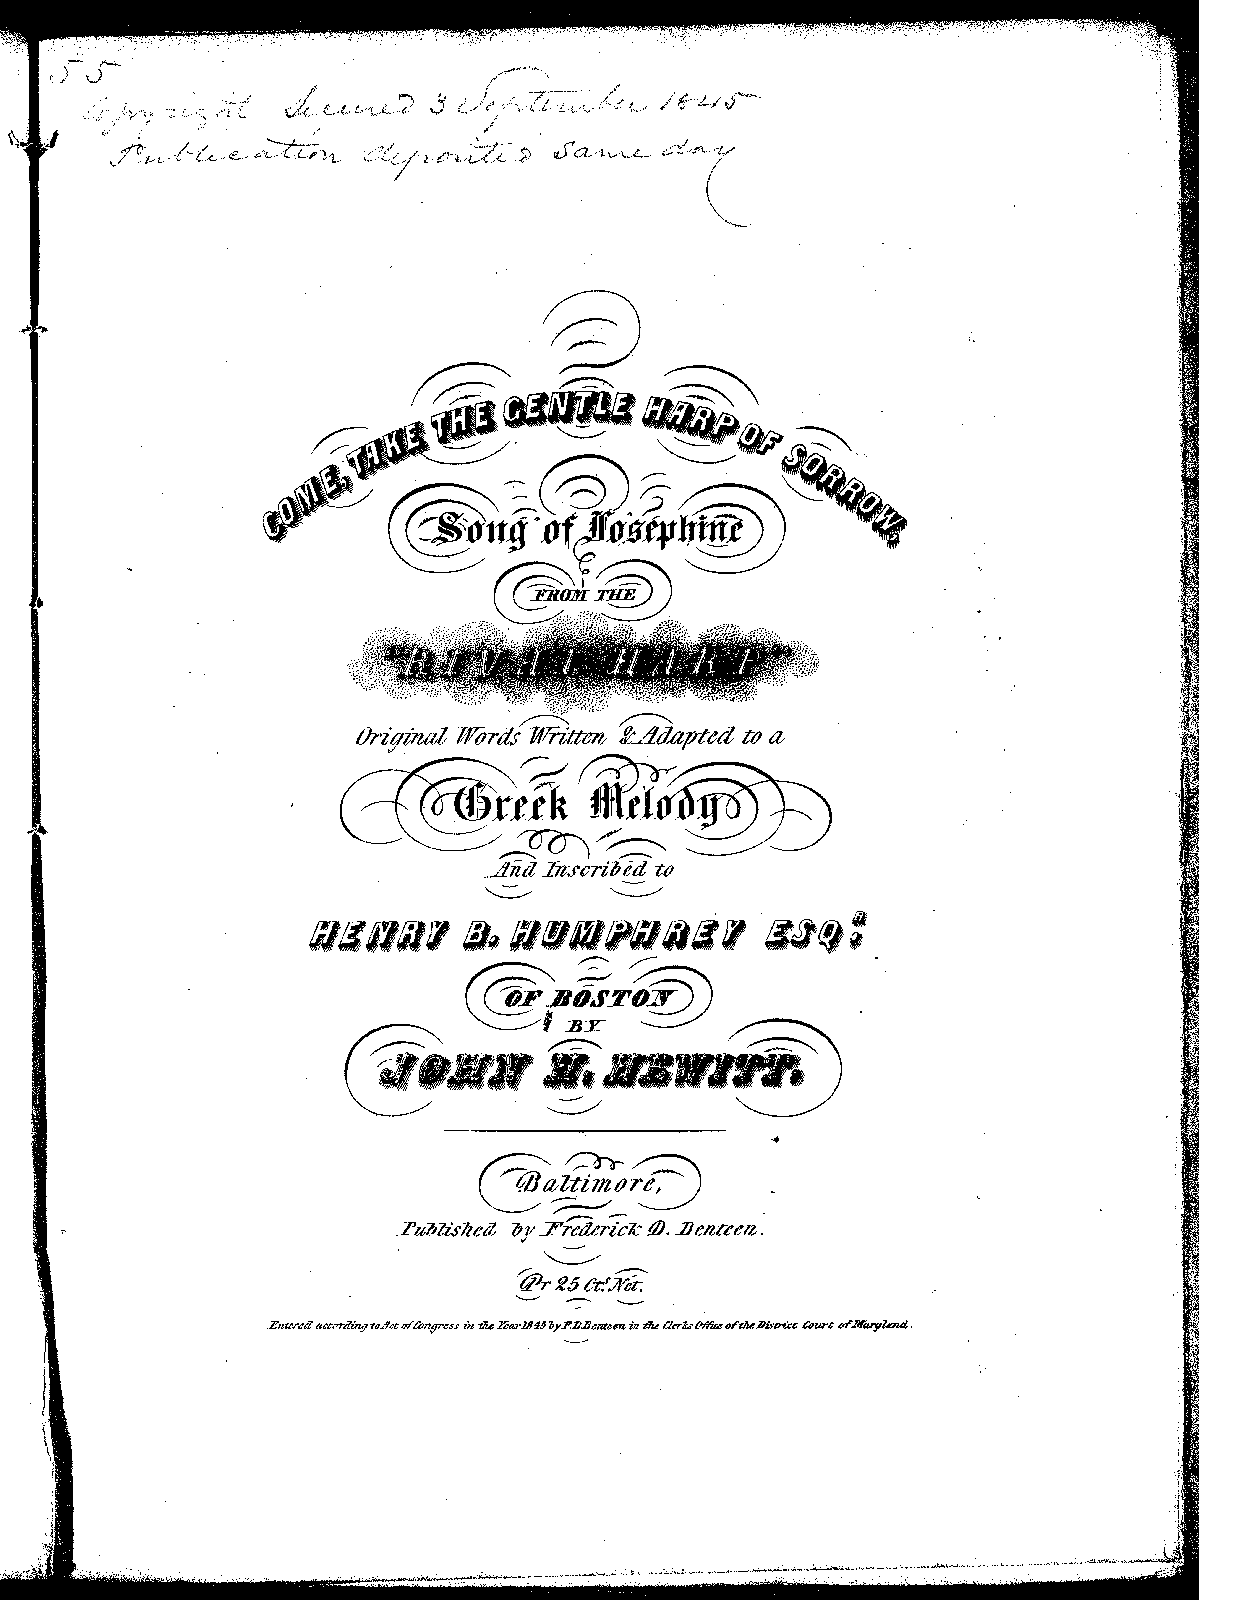 55
Copyright Secured 3 September 1845
Publication deposited same day
COME, TAKE THE GENTLE HARP OF SORROW,
Song of Josephine
FROM THE
"RIVAL HARP"
Original Words Written & Adapted to a
Greek Melody
And Inscribed to
HENRY B. HUMPHREY ESQ:R
OF BOSTON
BY
JOHN H. HEWITT.
Baltimore,
Published by Frederick D. Benteen.
Pr 25 Cts. Net.
Entered according to Act of Congress in the Year 1845 by F.D. Benteen in the Clerks Office of the District Court of Maryland.